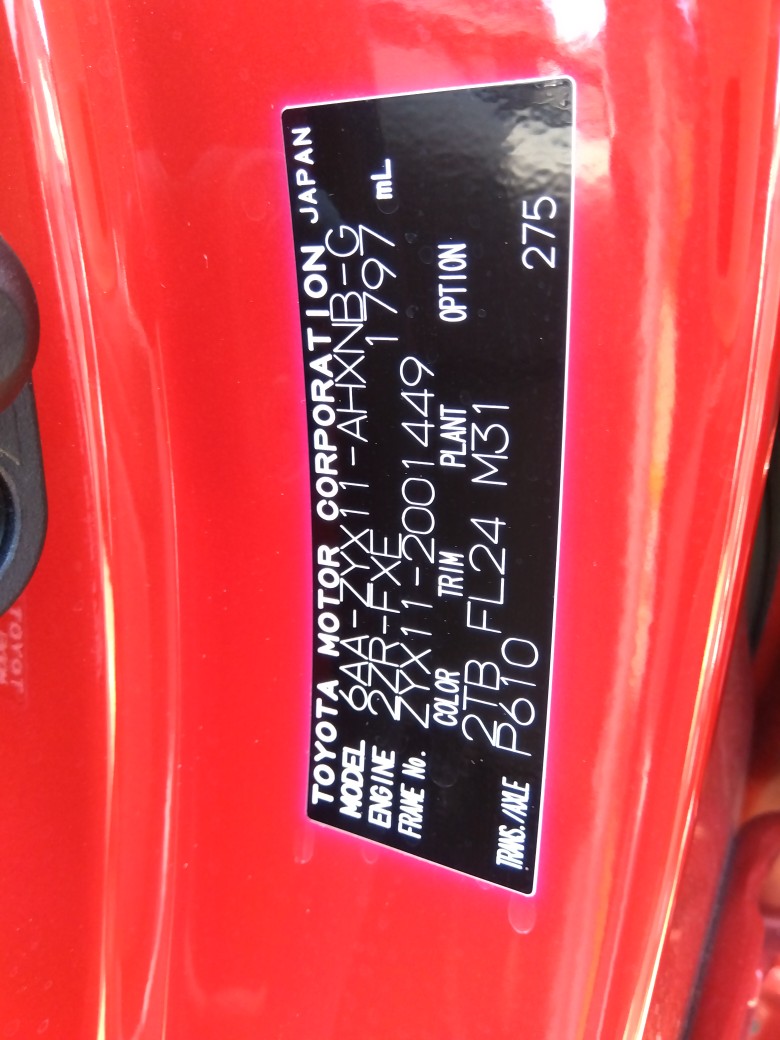 TOYOTA MOTOR CORPORATION JAPAN
MODEL 6AA-ZYX11-AHXNB-G
ENGINE 2ZR-FXE 1797 mL
FRAME No. ZYX11-2001449
COLOR TRIM PLANT OPTION
2TB FL24 M31
TRANS./AXLE P610 275